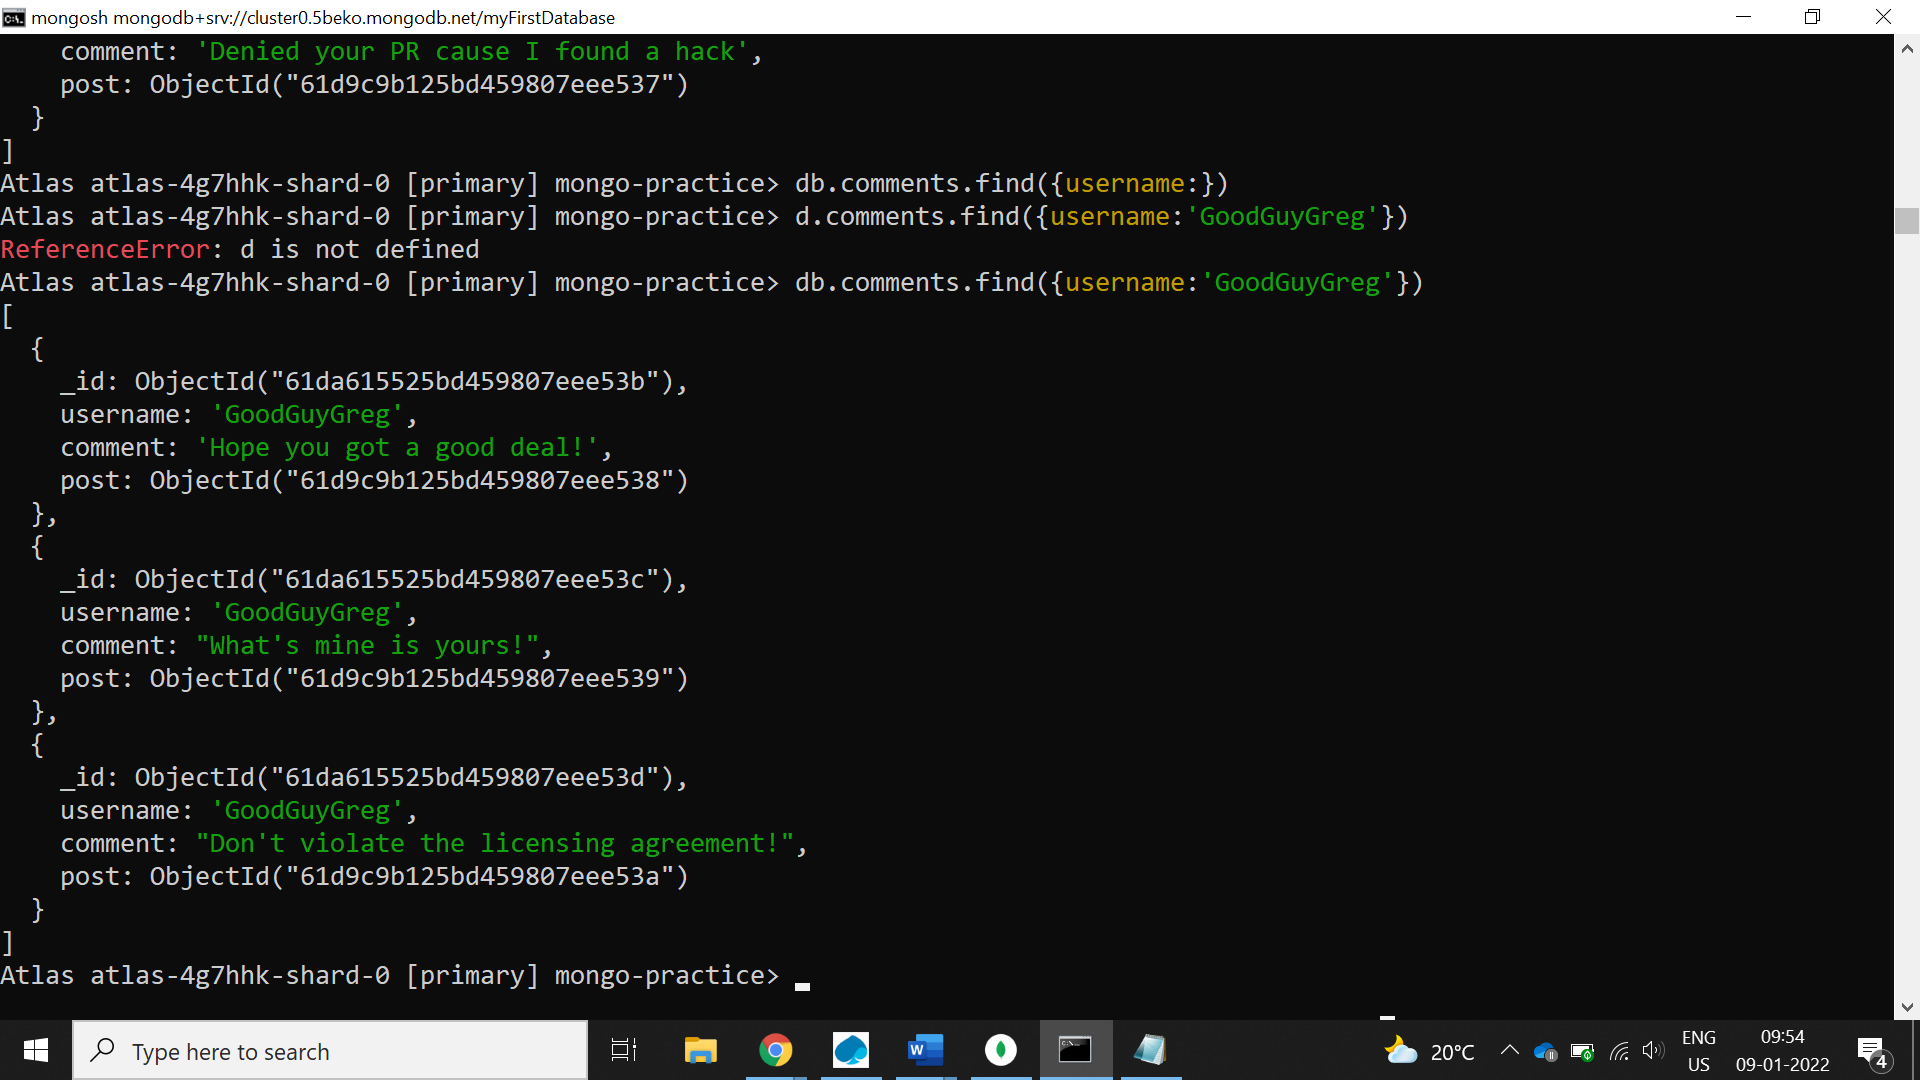 mongosh mongodb+srv://cluster0.5beko.mongodb.net/myFirstDatabase
    comment: 'Denied your PR cause I found a hack',
    post: ObjectId("61d9c9b125bd459807eee537")
  }
]
Atlas atlas-4g7hhk-shard-0 [primary] mongo-practice> db.comments.find({username:})
Atlas atlas-4g7hhk-shard-0 [primary] mongo-practice> d.comments.find({username:'GoodGuyGreg'})
ReferenceError: d is not defined
Atlas atlas-4g7hhk-shard-0 [primary] mongo-practice> db.comments.find({username:'GoodGuyGreg'})
[
  {
    _id: ObjectId("61da615525bd459807eee53b"),
    username: 'GoodGuyGreg',
    comment: 'Hope you got a good deal!',
    post: ObjectId("61d9c9b125bd459807eee538")
  },
  {
    _id: ObjectId("61da615525bd459807eee53c"),
    username: 'GoodGuyGreg',
    comment: "What's mine is yours!",
    post: ObjectId("61d9c9b125bd459807eee539")
  },
  {
    _id: ObjectId("61da615525bd459807eee53d"),
    username: 'GoodGuyGreg',
    comment: "Don't violate the licensing agreement!",
    post: ObjectId("61d9c9b125bd459807eee53a")
  }
]
Atlas atlas-4g7hhk-shard-0 [primary] mongo-practice>
Type here to search
W
20°C
ENG
US
09:54
09-01-2022
4